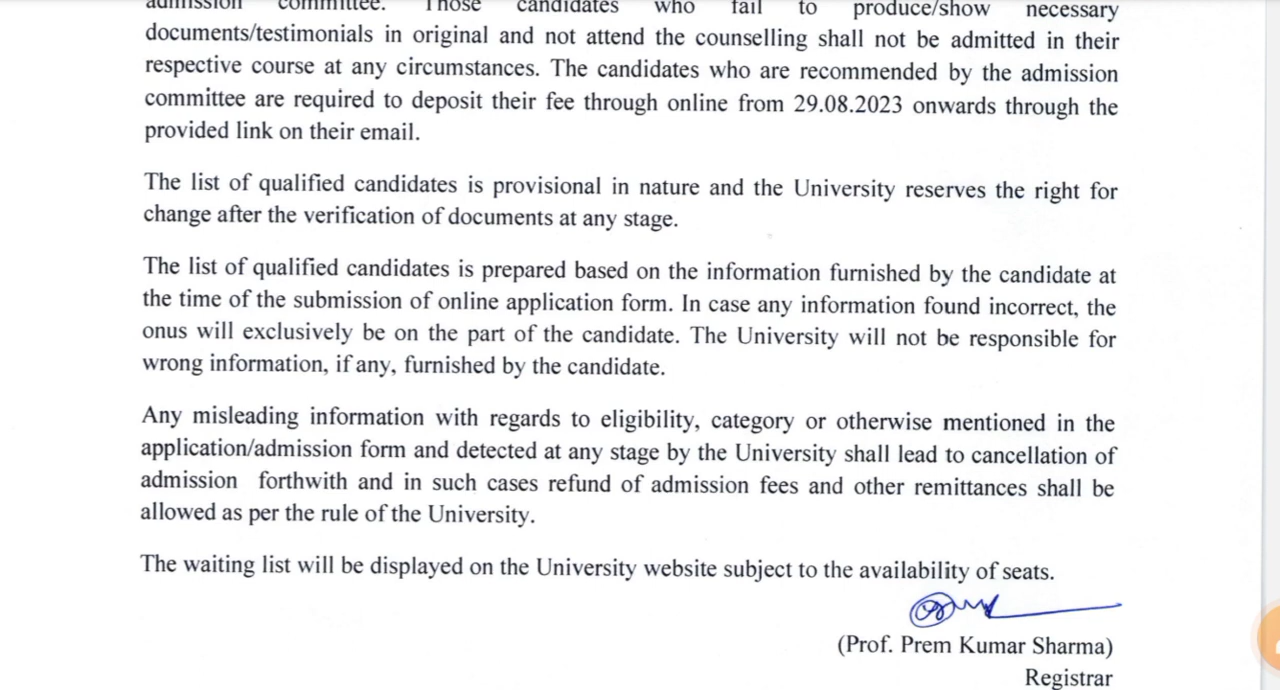 admission committee. Those candidates who fail to produce/show necessary
documents/testimonials in original and not attend the counselling shall not be admitted in their
respective course at any circumstances. The candidates who are recommended by the admission
committee are required to deposit their fee through online from 29.08.2023 onwards through the
provided link on their email.
The list of qualified candidates is provisional in nature and the University reserves the right for
change after the verification of documents at any stage.
The list of qualified candidates is prepared based on the information furnished by the candidate at
the time of the submission of online application form. In case any information found incorrect, the
onus will exclusively be on the part of the candidate. The University will not be responsible for
wrong information, if any, furnished by the candidate.
Any misleading information with regards to eligibility, category or otherwise mentioned in the
application/admission form and detected at any stage by the University shall lead to cancellation of
admission forthwith and in such cases refund of admission fees and other remittances shall be
allowed as per the rule of the University.
The waiting list will be displayed on the University website subject to the availability of seats.
(Prof. Prem Kumar Sharma)
Registrar